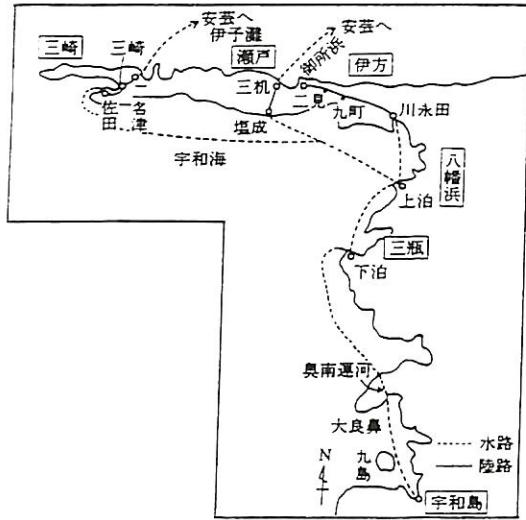 安芸へ
安芸へ
伊子灘
三崎
三崎
瀬戸
御所浜
伊方
三机
二見
九町
川永田
佐田
二名津
塩成
宇和海
八幡浜
上泊
三瓶
下泊
奥南運河
大良鼻
九島
N
水路
陸路
宇和島